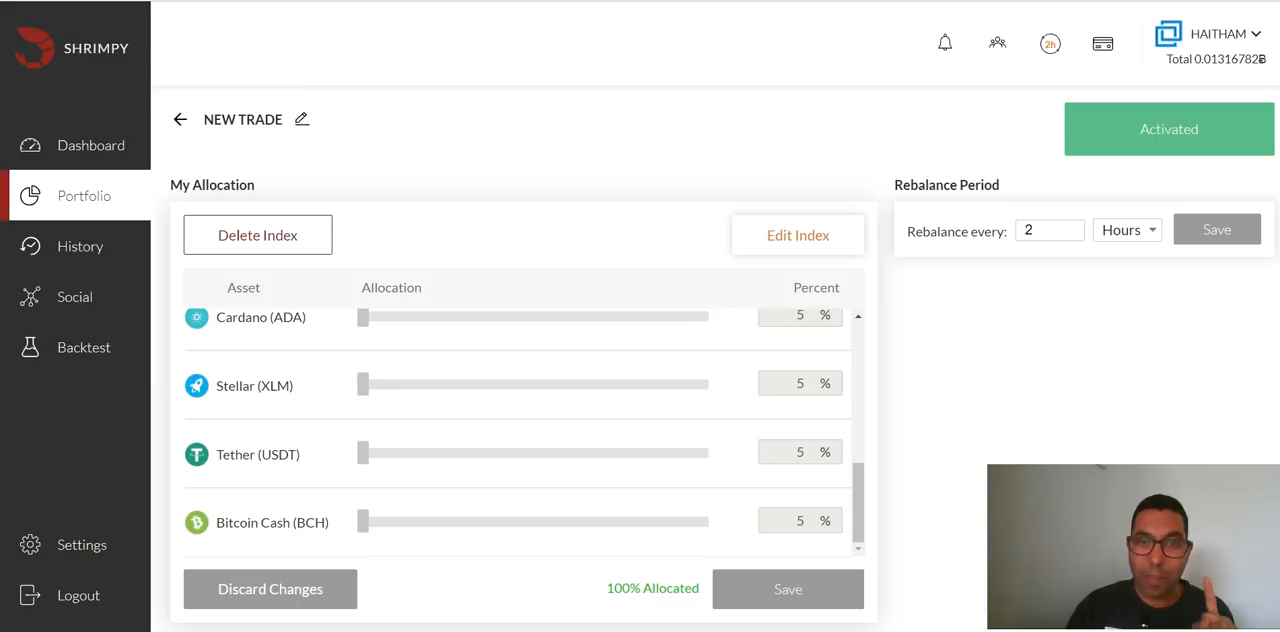 SHRIMPY
2h
HAITHAM
Total 0.01316782Ƀ
NEW TRADE
Activated
Dashboard
Portfolio
History
Social
Backtest
Settings
Logout
My Allocation
Delete Index
Edit Index
Asset Allocation Percent
Cardano (ADA) 5 %
Stellar (XLM) 5 %
Tether (USDT) 5 %
Bitcoin Cash (BCH) 5 %
Discard Changes 100% Allocated Save
Rebalance Period
Rebalance every: 2 Hours Save